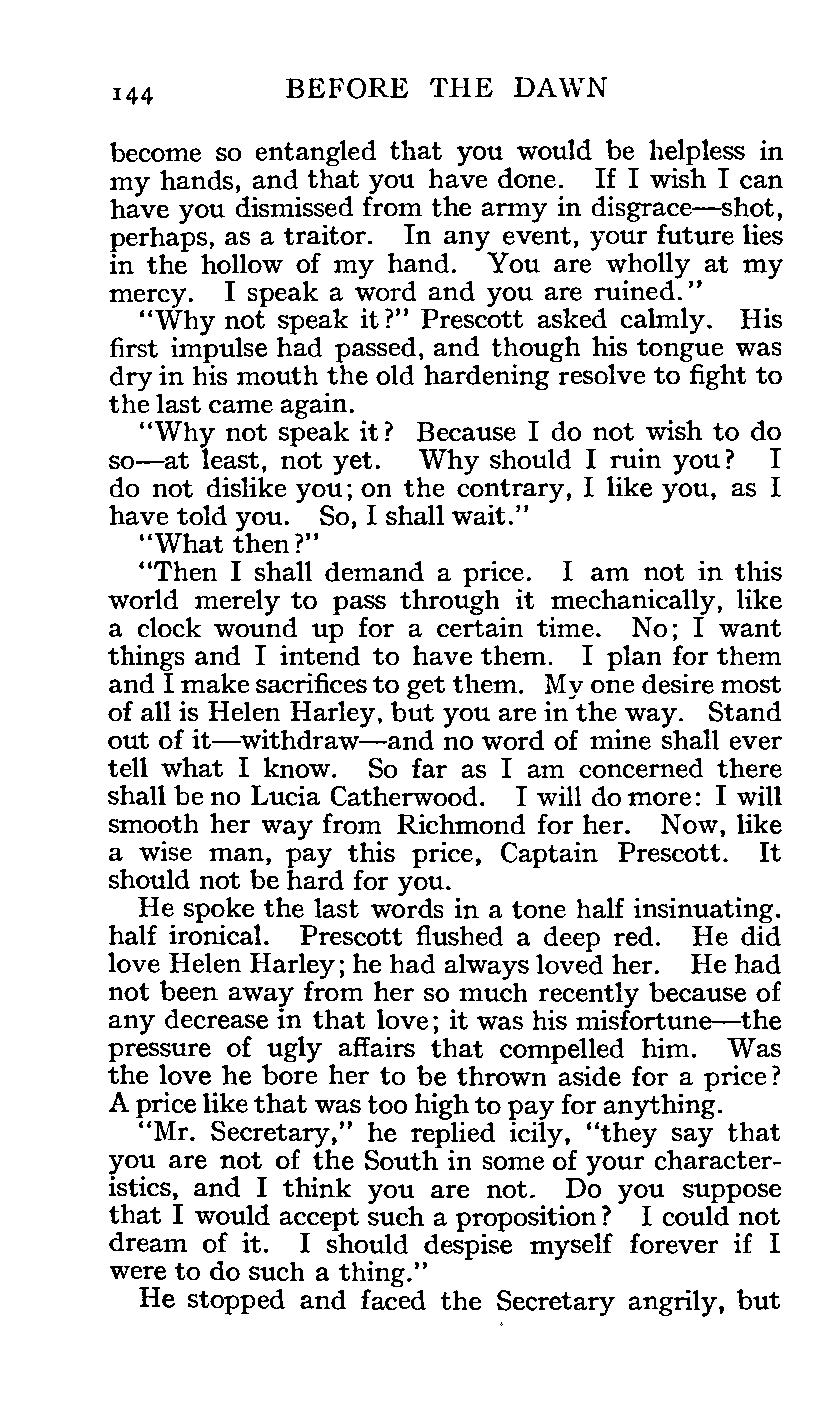 144 BEFORE THE DAWN
become so entangled that you would be helpless in
my hands, and that you have done. If I wish I can
have you dismissed from the army in disgrace—shot,
perhaps, as a traitor. In any event, your future lies
in the hollow of my hand. You are wholly at my
mercy. I speak a word and you are ruined."
"Why not speak it?" Prescott asked calmly. His
first impulse had passed, and though his tongue was
dry in his mouth the old hardening resolve to fight to
the last came again.
"Why not speak it? Because I do not wish to do
so—at least, not yet. Why should I ruin you? I
do not dislike you; on the contrary, I like you, as I
have told you. So, I shall wait."
"What then?"
"Then I shall demand a price. I am not in this
world merely to pass through it mechanically, like
a clock wound up for a certain time. No; I want
things and I intend to have them. I plan for them
and I make sacrifices to get them. My one desire most
of all is Helen Harley, but you are in the way. Stand
out of it—withdraw—and no word of mine shall ever
tell what I know. So far as I am concerned there
shall be no Lucia Catherwood. I will do more: I will
smooth her way from Richmond for her. Now, like
a wise man, pay this price, Captain Prescott. It
should not be hard for you.
He spoke the last words in a tone half insinuating.
half ironical. Prescott flushed a deep red. He did
love Helen Harley; he had always loved her. He had
not been away from her so much recently because of
any decrease in that love; it was his misfortune—the
pressure of ugly affairs that compelled him. Was
the love he bore her to be thrown aside for a price?
A price like that was too high to pay for anything.
"Mr. Secretary," he replied icily, "they say that
you are not of the South in some of your character-
istics, and I think you are not. Do you suppose
that I would accept such a proposition? I could not
dream of it. I should despise myself forever if I
were to do such a thing."
He stopped and faced the Secretary angrily, but